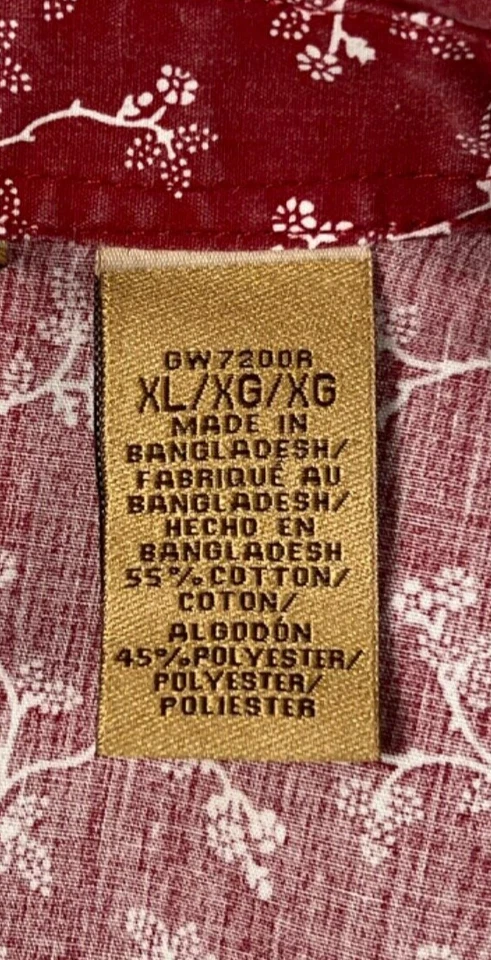 GW7200R
XL/XG/XG
MADE IN
BANGLADESH/
FABRIQUÉ AU
BANGLADESH/
HECHO EN
BANGLADESH
55% COTTON/
COTON/
ALGODÓN
45% POLYESTER/
POLYESTER/
POLIESTER